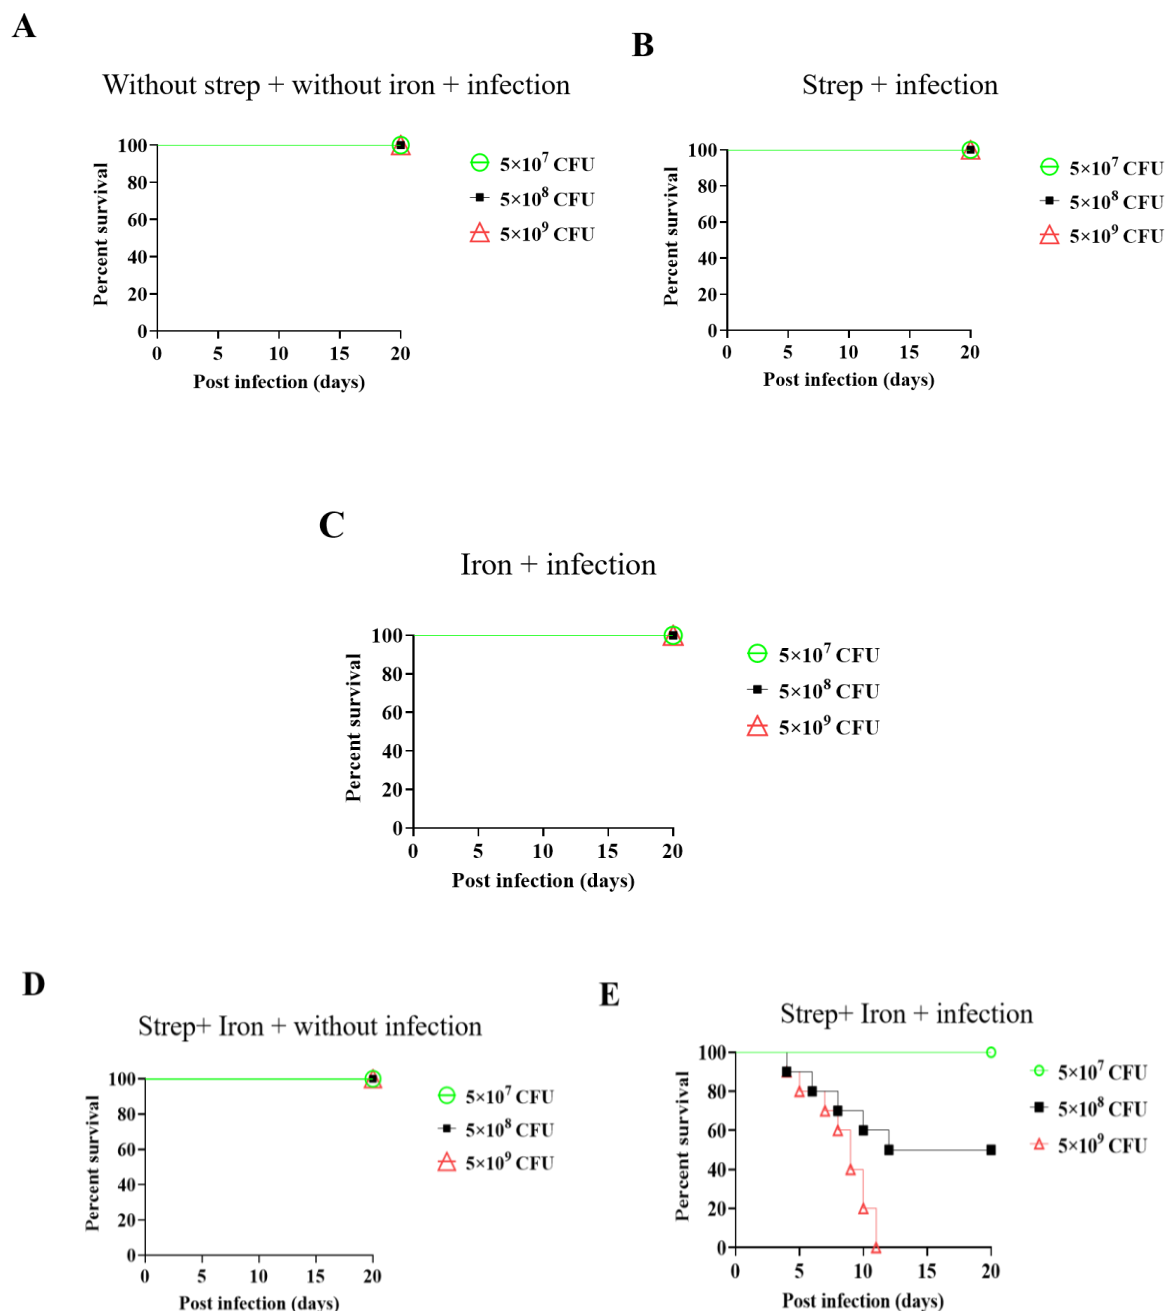 A
Without strep + without iron + infection
100
80
60
40
20
0
Percent survival
0 5 10 15 20
Post infection (days)
5×10⁷ CFU
5×10⁸ CFU
5×10⁹ CFU
B
Strep + infection
100
80
60
40
20
0
Percent survival
0 5 10 15 20
Post infection (days)
5×10⁷ CFU
5×10⁸ CFU
5×10⁹ CFU
C
Iron + infection
100
80
60
40
20
0
Percent survival
0 5 10 15 20
Post infection (days)
5×10⁷ CFU
5×10⁸ CFU
5×10⁹ CFU
D
Strep+ Iron + without infection
100
80
60
40
20
0
Percent survival
0 5 10 15 20
Post infection (days)
5×10⁷ CFU
5×10⁸ CFU
5×10⁹ CFU
E
Strep+ Iron + infection
100
80
60
40
20
0
Percent survival
0 5 10 15 20
Post infection (days)
5×10⁷ CFU
5×10⁸ CFU
5×10⁹ CFU